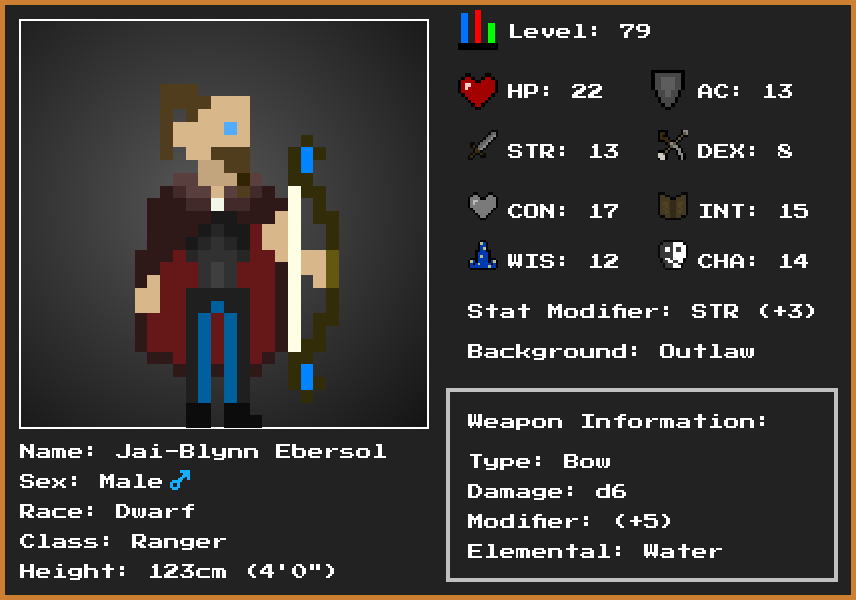 Level: 79
HP: 22 AC: 13
STR: 13 DEX: 8
CON: 17 INT: 15
WIS: 12 CHA: 14
Stat Modifier: STR (+3)
Background: Outlaw
Weapon Information:
Type: Bow
Damage: d6
Modifier: (+5)
Elemental: Water
Name: Jai-Blynn Ebersol
Sex: Male ♂
Race: Dwarf
Class: Ranger
Height: 123cm (4'0")